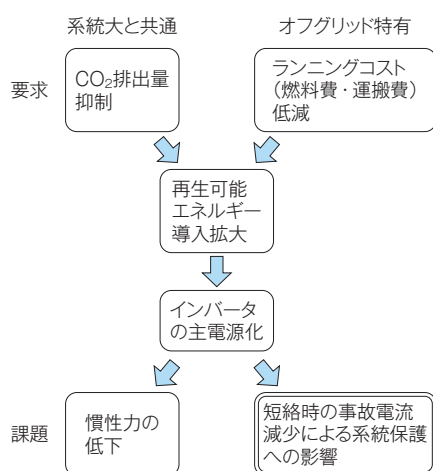 系統大と共通
オフグリッド特有
要求
CO₂排出量
抑制
ランニングコスト
（燃料費・運搬費）
低減
再生可能
エネルギー
導入拡大
インバータ
の主電源化
課題
慣性力の
低下
短絡時の事故電流
減少による系統保護
への影響